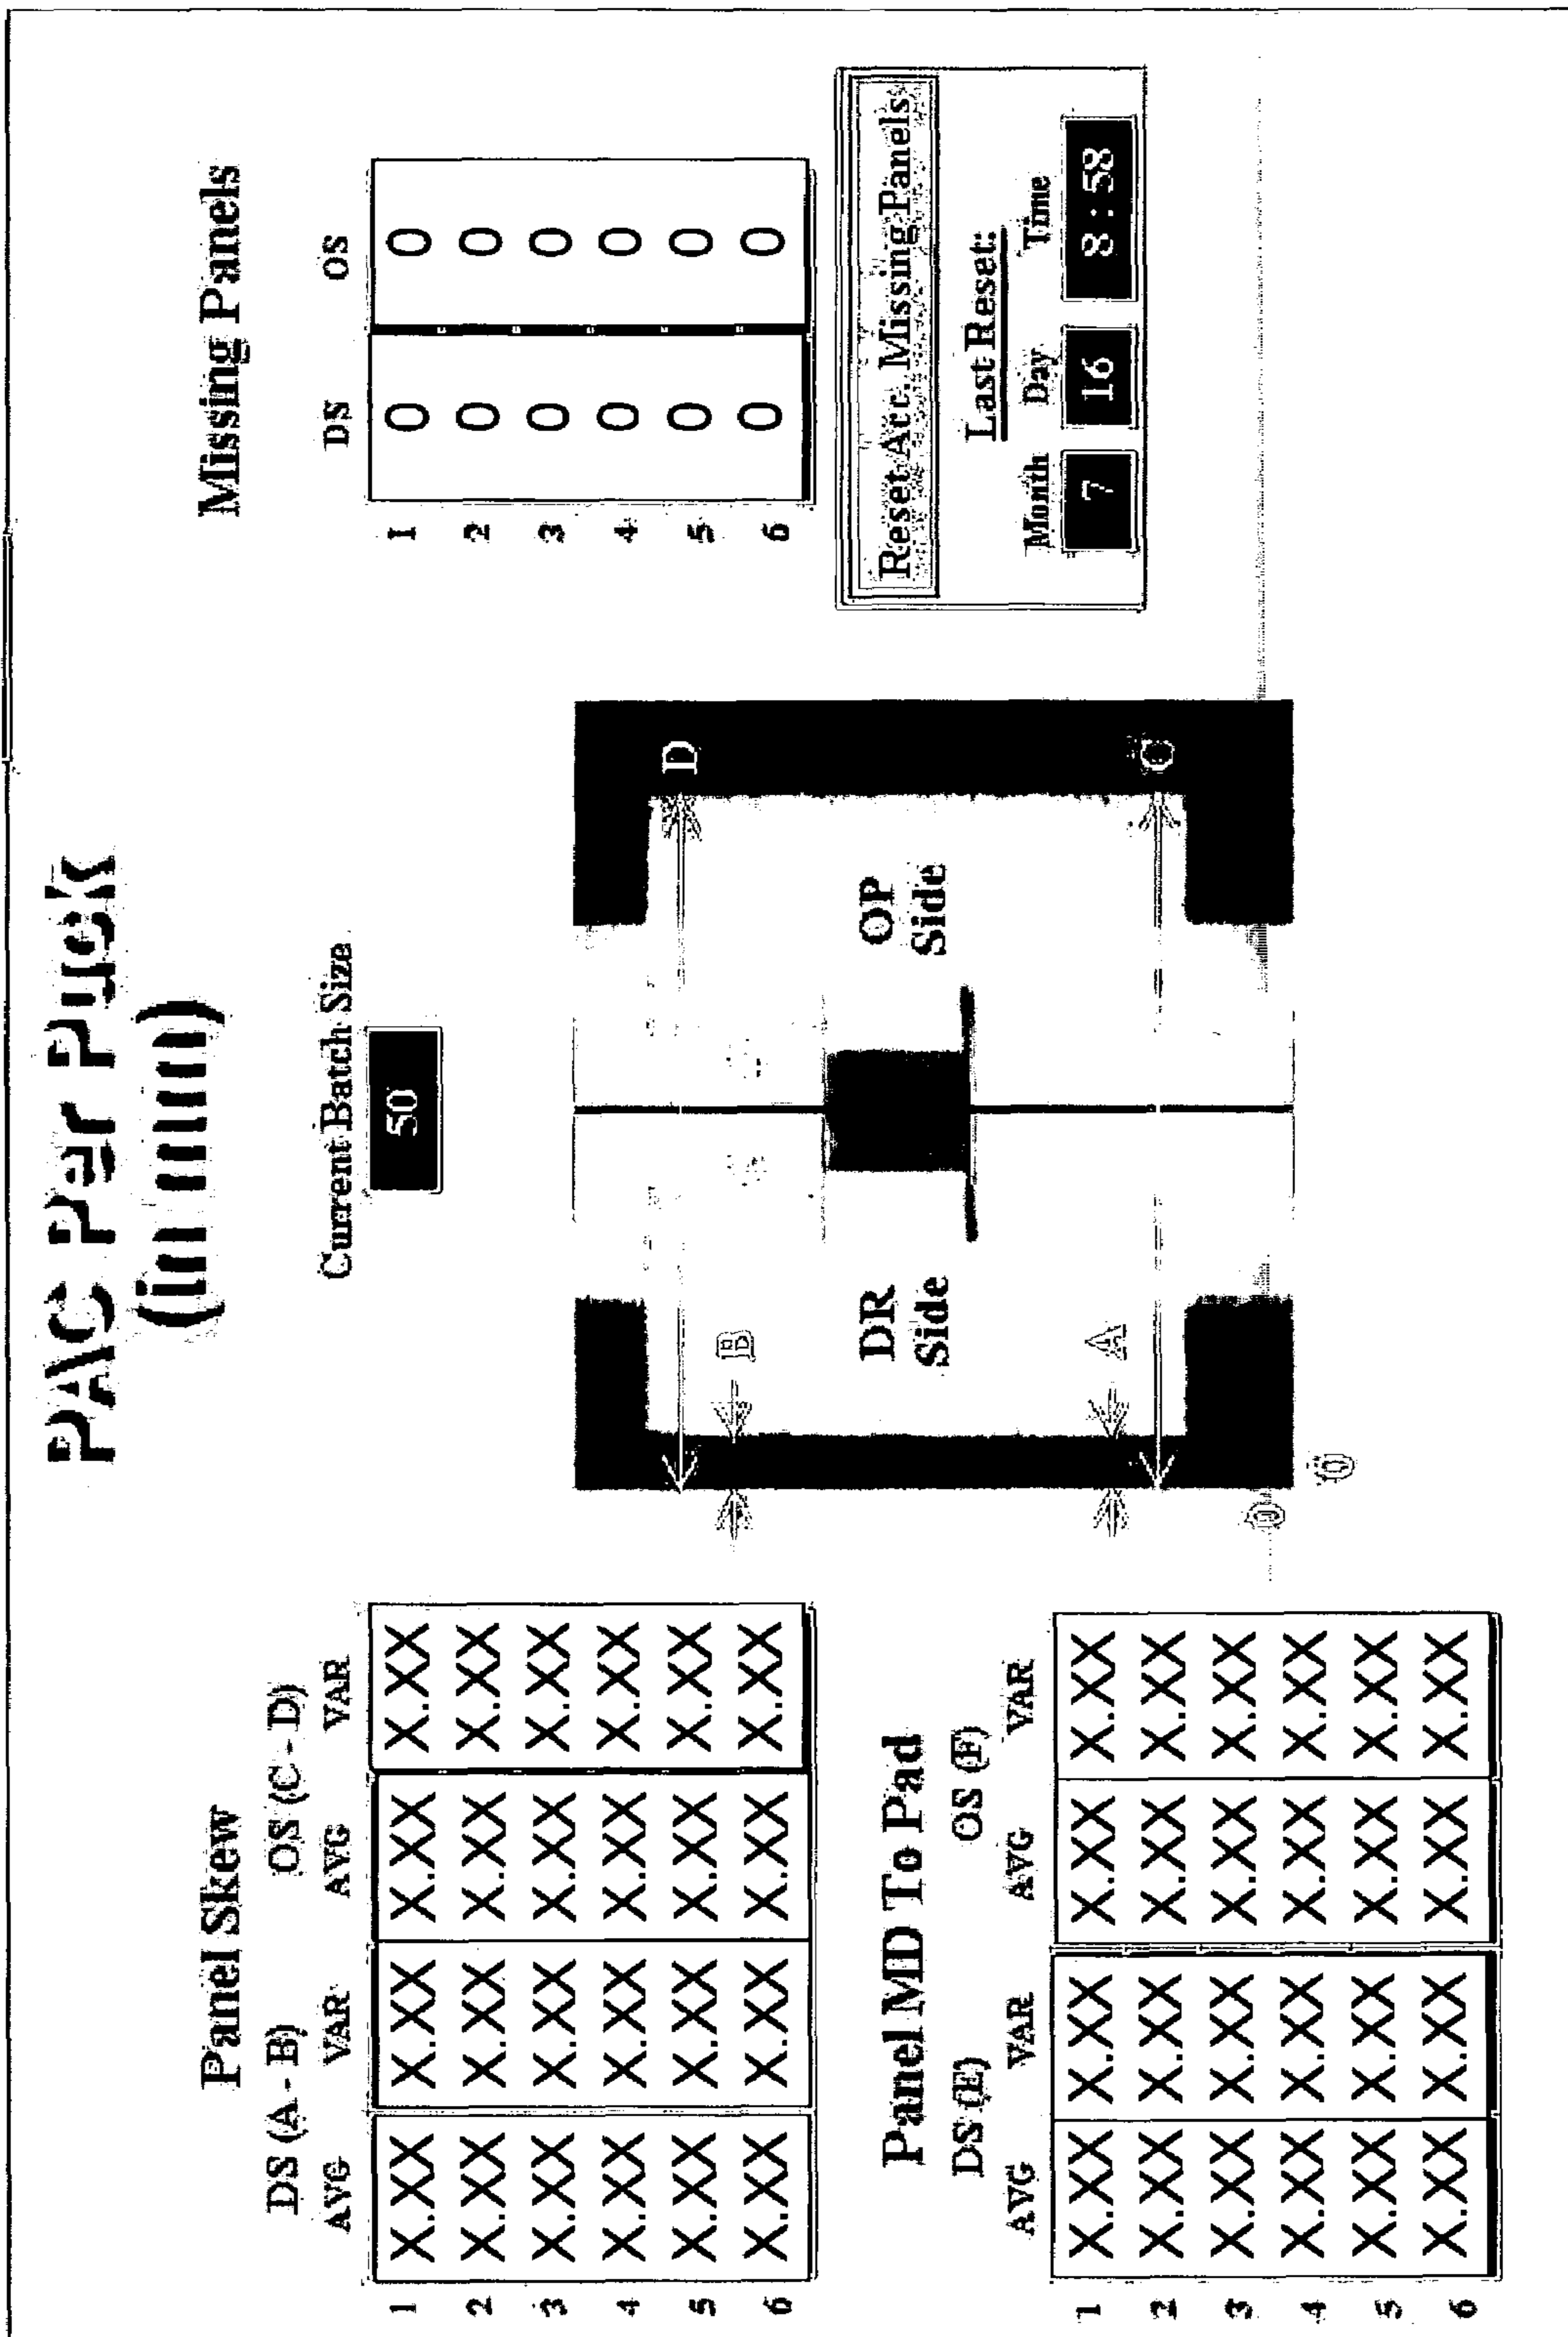 PAC Per Puck
(in mm)
Panel Skew
DS (A - B) OS (C - D)
AVG VAR AVG VAR
1 X.XX X.XX X.XX X.XX
2 X.XX X.XX X.XX X.XX
3 X.XX X.XX X.XX X.XX
4 X.XX X.XX X.XX X.XX
5 X.XX X.XX X.XX X.XX
6 X.XX X.XX X.XX X.XX
Panel MD To Pad
DS (E) OS (F)
AVG VAR AVG VAR
1 X.XX X.XX X.XX X.XX
2 X.XX X.XX X.XX X.XX
3 X.XX X.XX X.XX X.XX
4 X.XX X.XX X.XX X.XX
5 X.XX X.XX X.XX X.XX
6 X.XX X.XX X.XX X.XX
Current Batch Size
50
D
B
DR
Side
OP
Side
A
C
0
0
Missing Panels
DS OS
1 0 0
2 0 0
3 0 0
4 0 0
5 0 0
6 0 0
Reset Acc. Missing Panels
Last Reset:
Month Day Time
7 16 8:58